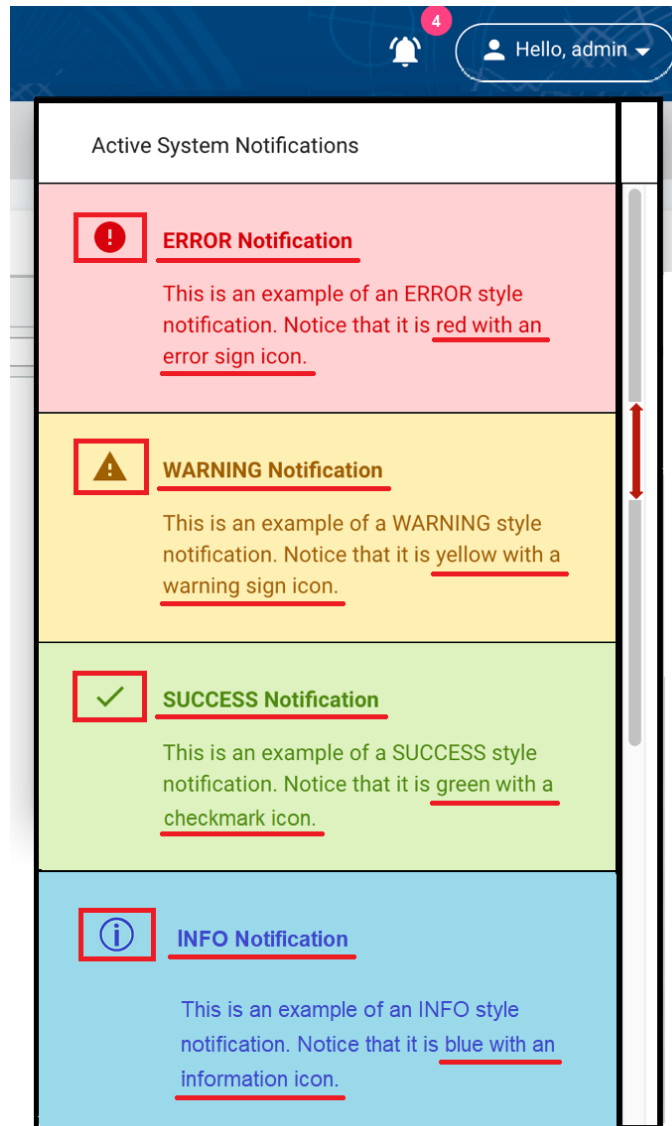 4
Hello, admin
Active System Notifications
ERROR Notification
This is an example of an ERROR style
notification. Notice that it is red with an
error sign icon.
WARNING Notification
This is an example of a WARNING style
notification. Notice that it is yellow with a
warning sign icon.
SUCCESS Notification
This is an example of a SUCCESS style
notification. Notice that it is green with a
checkmark icon.
INFO Notification
This is an example of an INFO style
notification. Notice that it is blue with an
information icon.